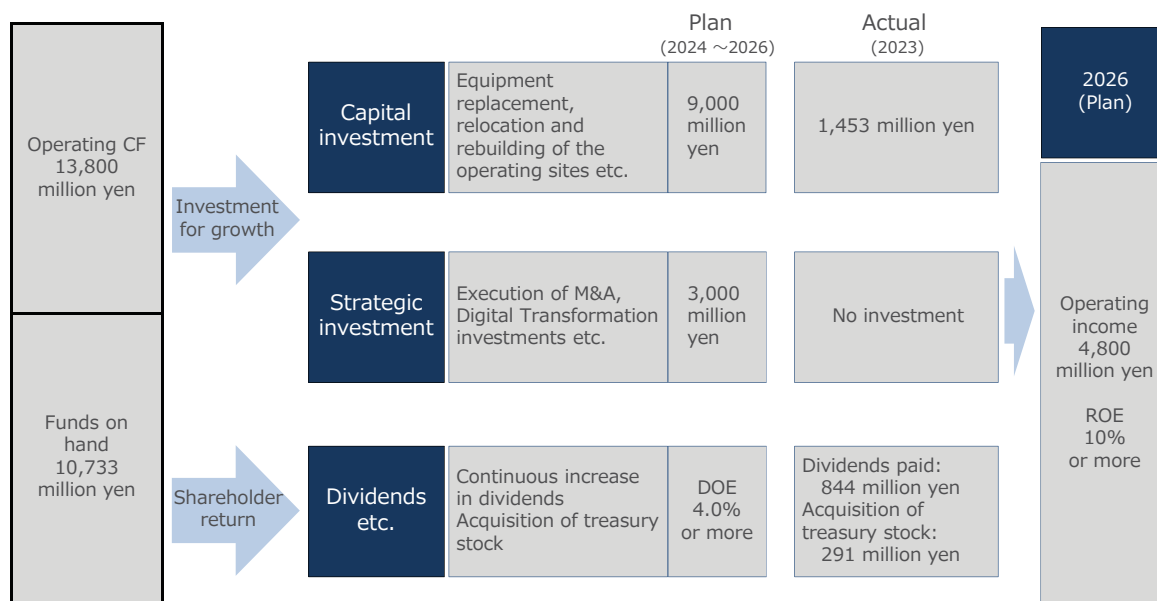 Plan
(2024 ～2026)
Actual
(2023)
Operating CF
13,800
million yen
Funds on
hand
10,733
million yen
Investment
for growth
Shareholder
return
Capital
investment
Equipment
replacement,
relocation and
rebuilding of the
operating sites etc.
9,000
million
yen
1,453 million yen
Strategic
investment
Execution of M&A,
Digital Transformation
investments etc.
3,000
million
yen
No investment
Dividends
etc.
Continuous increase
in dividends
Acquisition of treasury
stock
DOE
4.0%
or more
Dividends paid:
844 million yen
Acquisition of
treasury stock:
291 million yen
2026
(Plan)
Operating
income
4,800
million yen
ROE
10%
or more